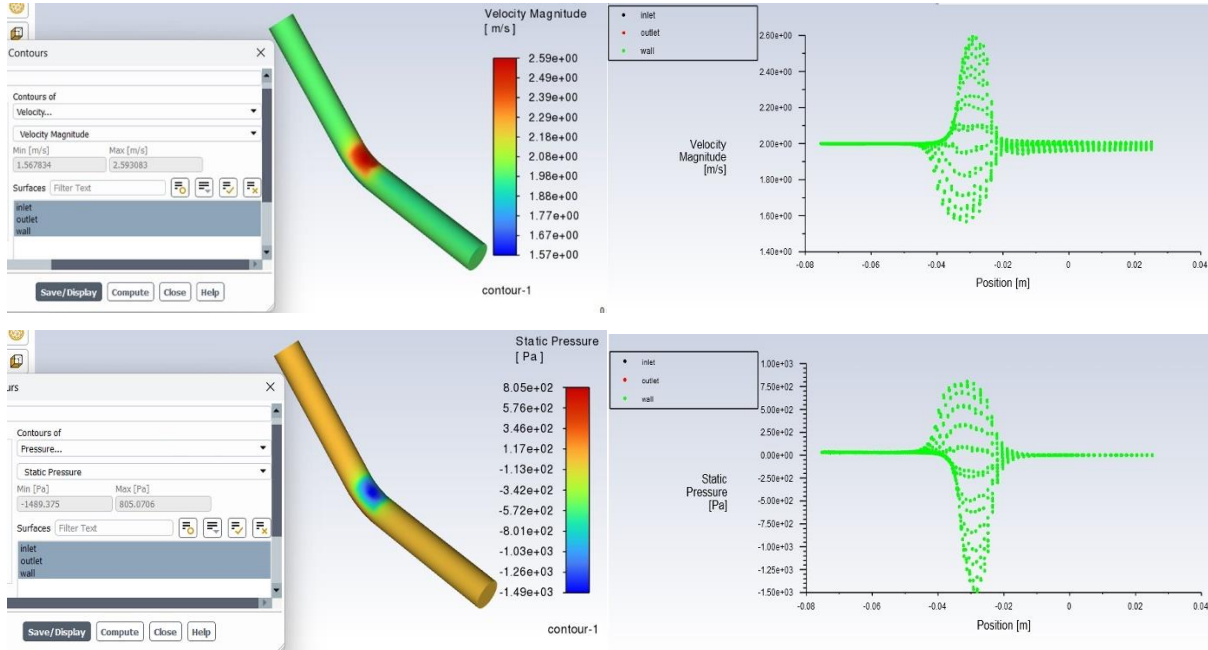 Contours
Contours of
Velocity...
Velocity Magnitude
Min [m/s] Max [m/s]
1.567834 2.593083
Surfaces Filter Text
inlet
outlet
wall
Save/Display Compute Close Help
Velocity Magnitude
[ m/s ]
2.59e+00
2.49e+00
2.39e+00
2.29e+00
2.18e+00
2.08e+00
1.98e+00
1.88e+00
1.77e+00
1.67e+00
1.57e+00
contour-1
0
inlet
outlet
wall
Velocity
Magnitude
[m/s]
2.60e+00
2.40e+00
2.20e+00
2.00e+00
1.80e+00
1.60e+00
1.40e+00
-0.08 -0.06 -0.04 -0.02 0 0.02 0.04
Position [m]
urs
Contours of
Pressure...
Static Pressure
Min [Pa] Max [Pa]
-1489.375 805.0706
Surfaces Filter Text
inlet
outlet
wall
Save/Display Compute Close Help
Static Pressure
[ Pa ]
8.05e+02
5.76e+02
3.46e+02
1.17e+02
-1.13e+02
-3.42e+02
-5.72e+02
-8.01e+02
-1.03e+03
-1.26e+03
-1.49e+03
contour-1
inlet
outlet
wall
Static
Pressure
[Pa]
1.00e+03
7.50e+02
5.00e+02
2.50e+02
0.00e+00
-2.50e+02
-5.00e+02
-7.50e+02
-1.00e+03
-1.25e+03
-1.50e+03
-0.08 -0.06 -0.04 -0.02 0 0.02 0.04
Position [m]